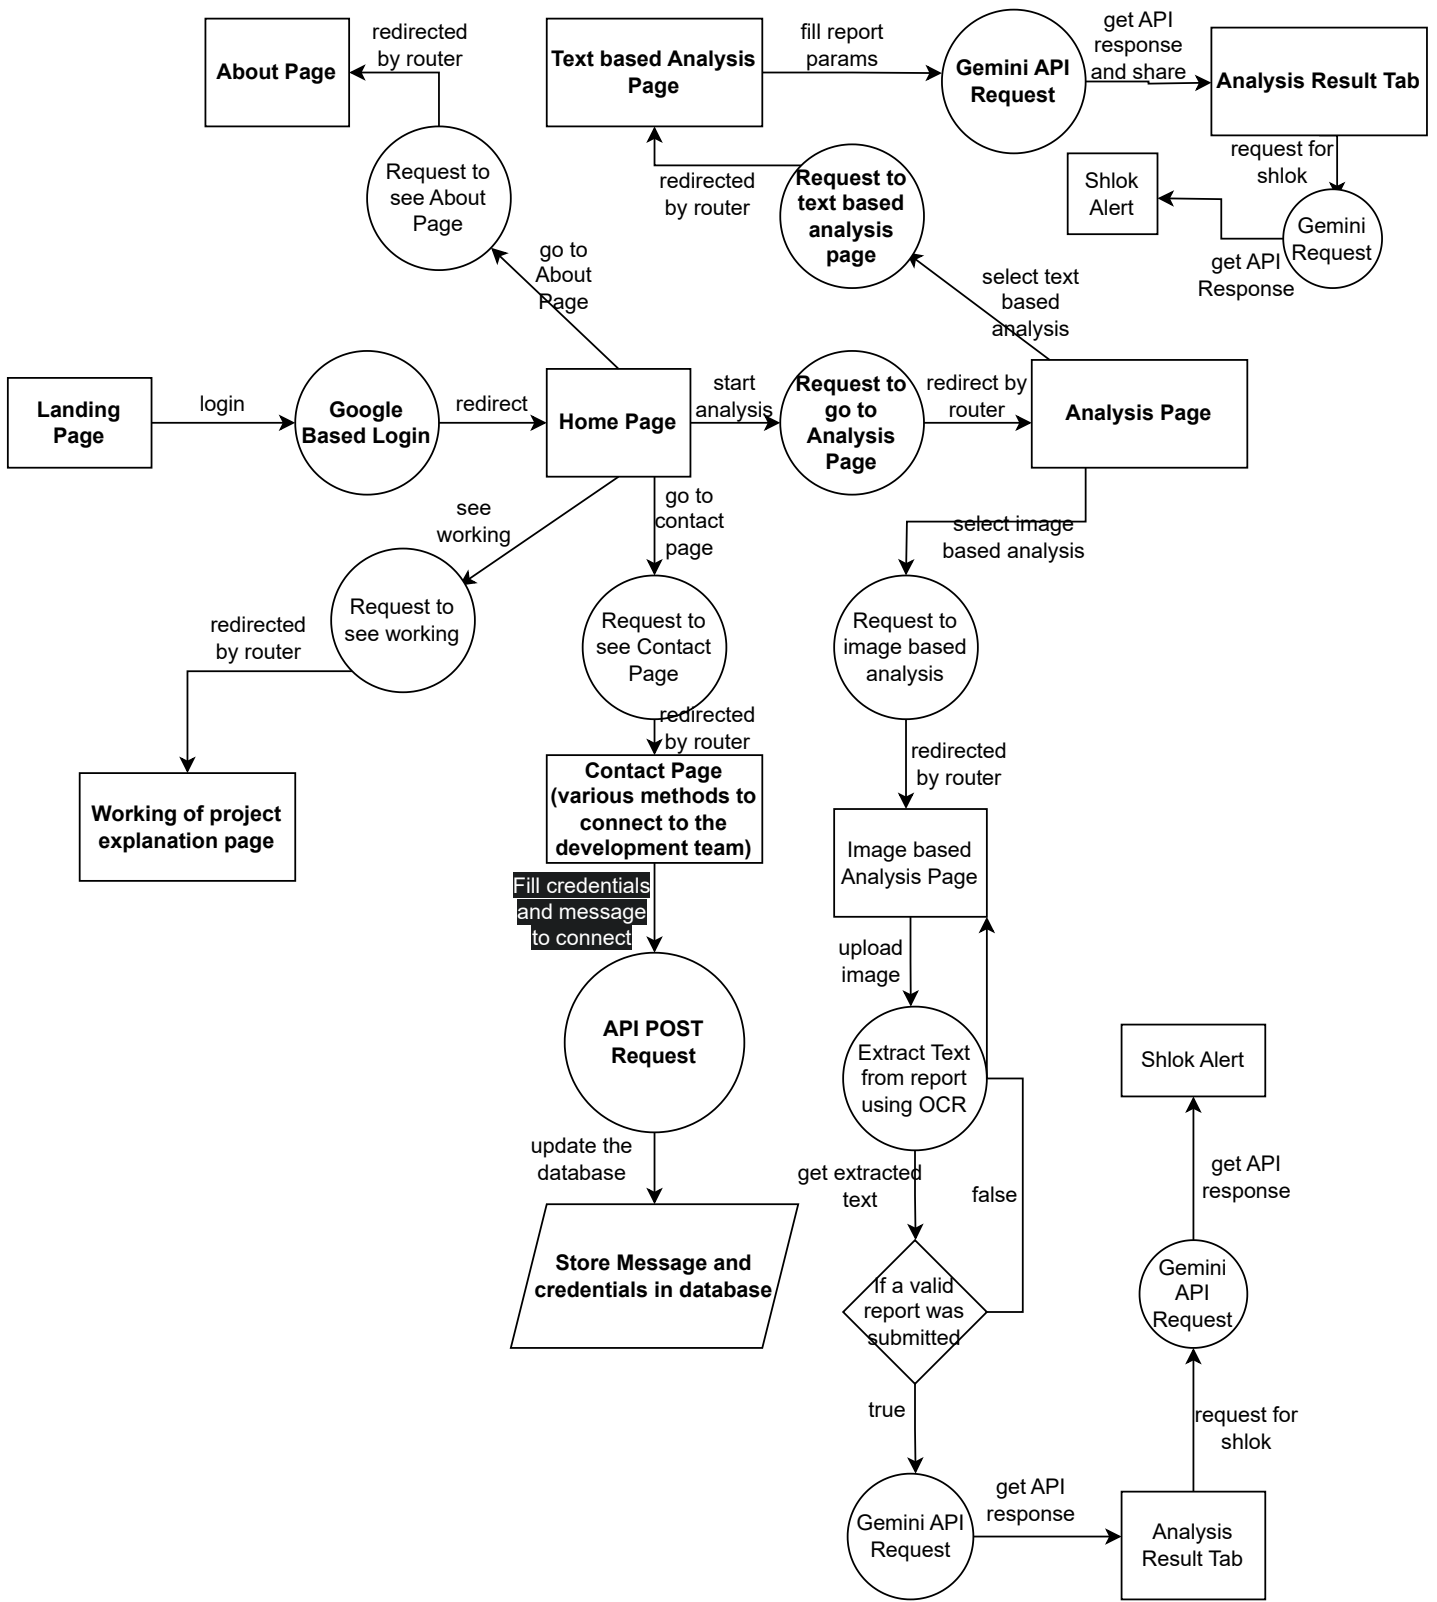 redirected
by router
About Page
Request to
see About
Page
go to
About
Page
Text based Analysis
Page
fill report
params
Gemini API
Request
get API
response
and share
Analysis Result Tab
request for
shlok
Shlok
Alert
Gemini
Request
get API
Response
redirected
by router
Request to
text based
analysis
page
select text
based
analysis
Landing
Page
login
Google
Based Login
redirect
Home Page
start
analysis
Request to
go to
Analysis
Page
redirect by
router
Analysis Page
see
working
go to
contact
page
select image
based analysis
Request to
see working
redirected
by router
Working of project
explanation page
Request to
see Contact
Page
redirected
by router
Contact Page
(various methods to
connect to the
development team)
Fill credentials
and message
to connect
API POST
Request
update the
database
Store Message and
credentials in database
Request to
image based
analysis
redirected
by router
Image based
Analysis Page
upload
image
Extract Text
from report
using OCR
get extracted
text
false
If a valid
report was
submitted
true
Gemini API
Request
get API
response
Analysis
Result Tab
request for
shlok
Gemini
API
Request
get API
response
Shlok Alert